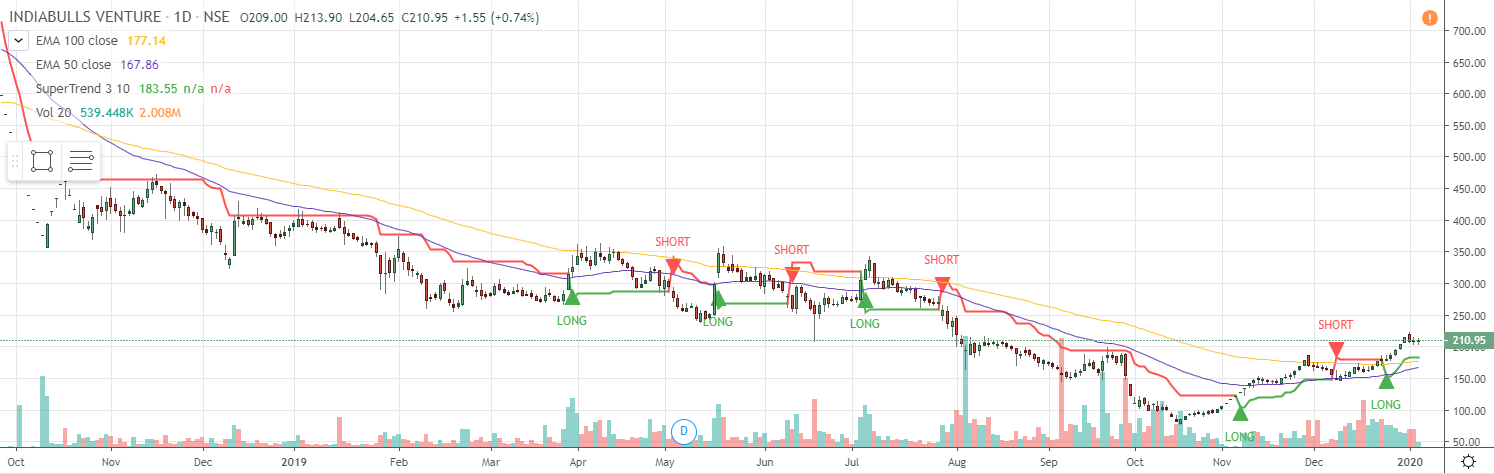 INDIABULLS VENTURE · 1D · NSE O209.00 H213.90 L204.65 C210.95 +1.55 (+0.74%)
EMA 100 close 177.14
EMA 50 close 167.86
SuperTrend 3 10 183.55 n/a n/a
Vol 20 539.448K 2.008M
!
700.00
650.00
600.00
550.00
500.00
450.00
400.00
350.00
300.00
250.00
210.95
200.00
150.00
100.00
50.00
SHORT
SHORT
SHORT
SHORT
LONG
LONG
LONG
LONG
LONG
D
Oct Nov Dec 2019 Feb Mar Apr May Jun Jul Aug Sep Oct Nov Dec 2020